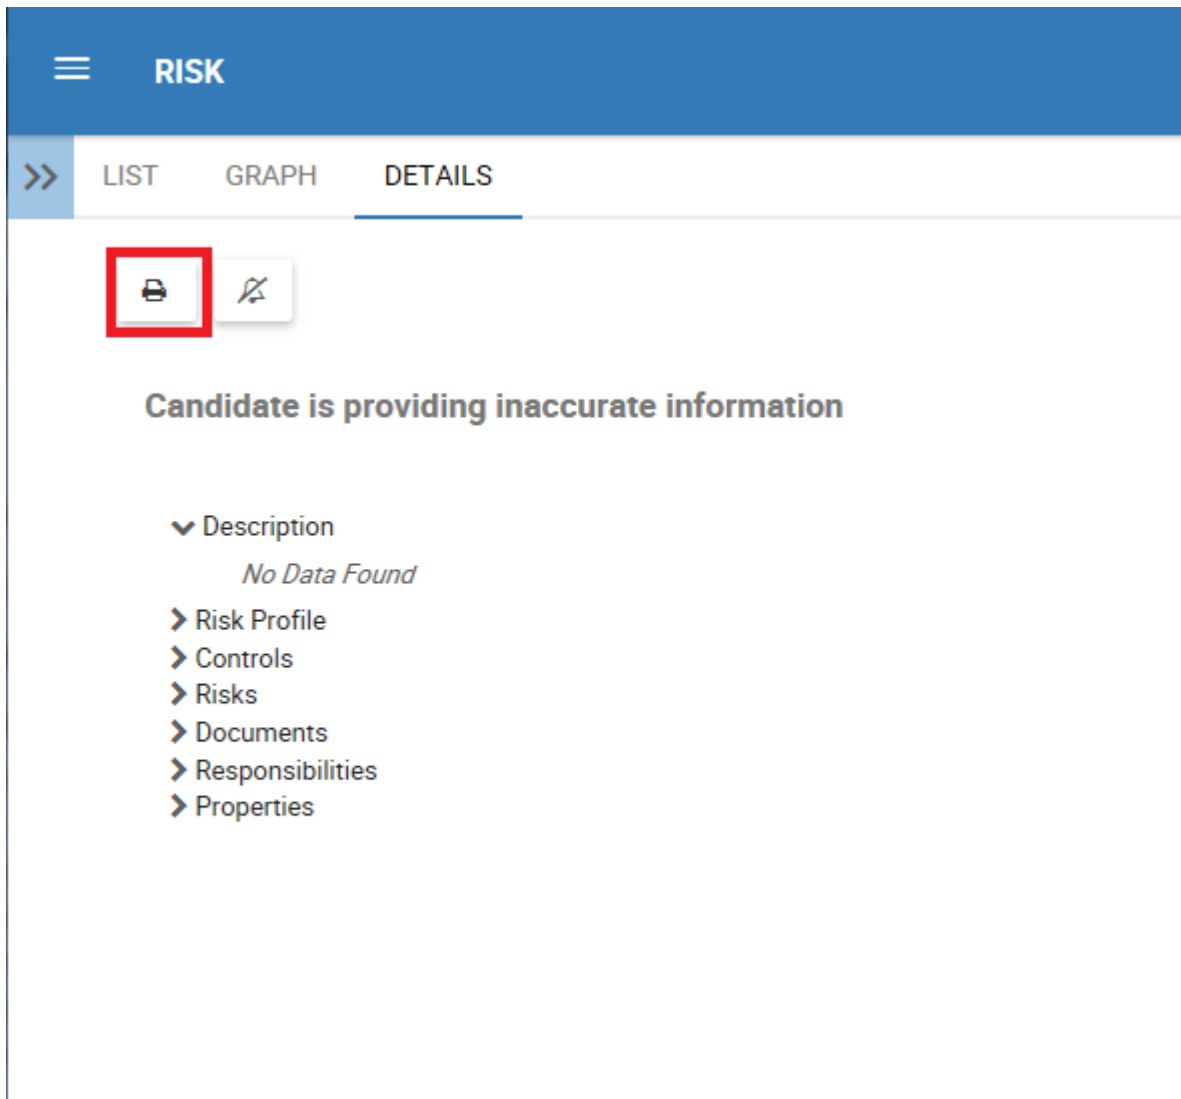 RISK
LIST GRAPH DETAILS
Candidate is providing inaccurate information
Description
No Data Found
Risk Profile
Controls
Risks
Documents
Responsibilities
Properties